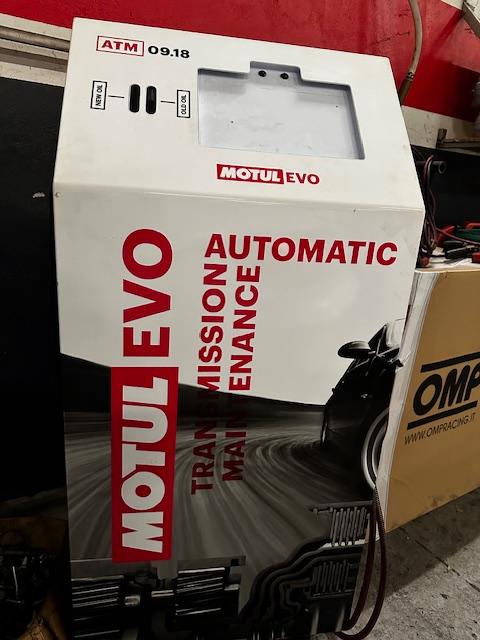 ATM 09.18
NEW OIL
OLD OIL
MOTUL EVO
MOTUL EVO
AUTOMATIC
TRANSMISSION
MAINTENANCE
OMP
WWW.OMPRACING.IT